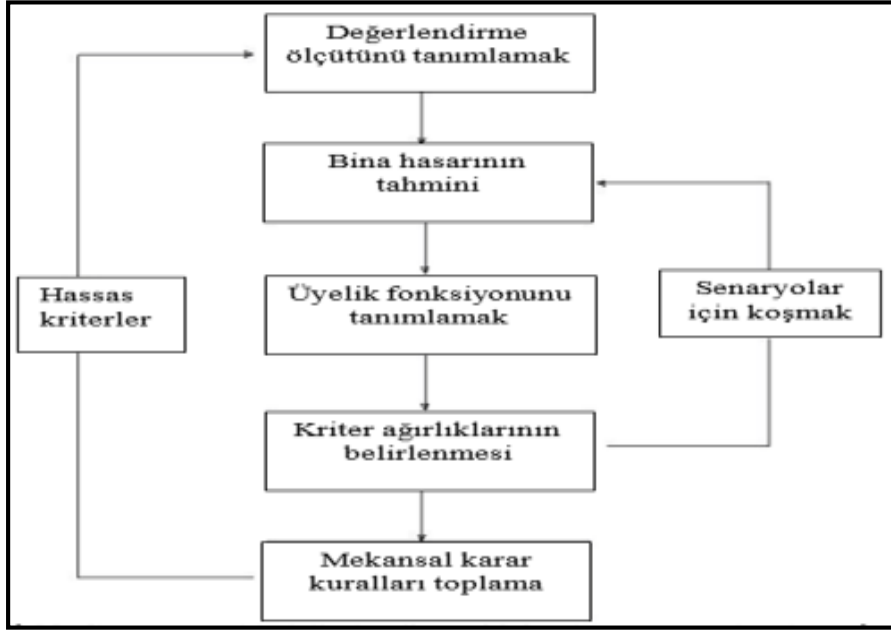 Değerlendirme
ölçütünü tanımlamak
Bina hasarının
tahmini
Üyelik fonksiyonunu
tanımlamak
Hassas
kriterler
Senaryolar
için koşmak
Kriter ağırlıklarının
belirlenmesi
Mekansal karar
kuralları toplama